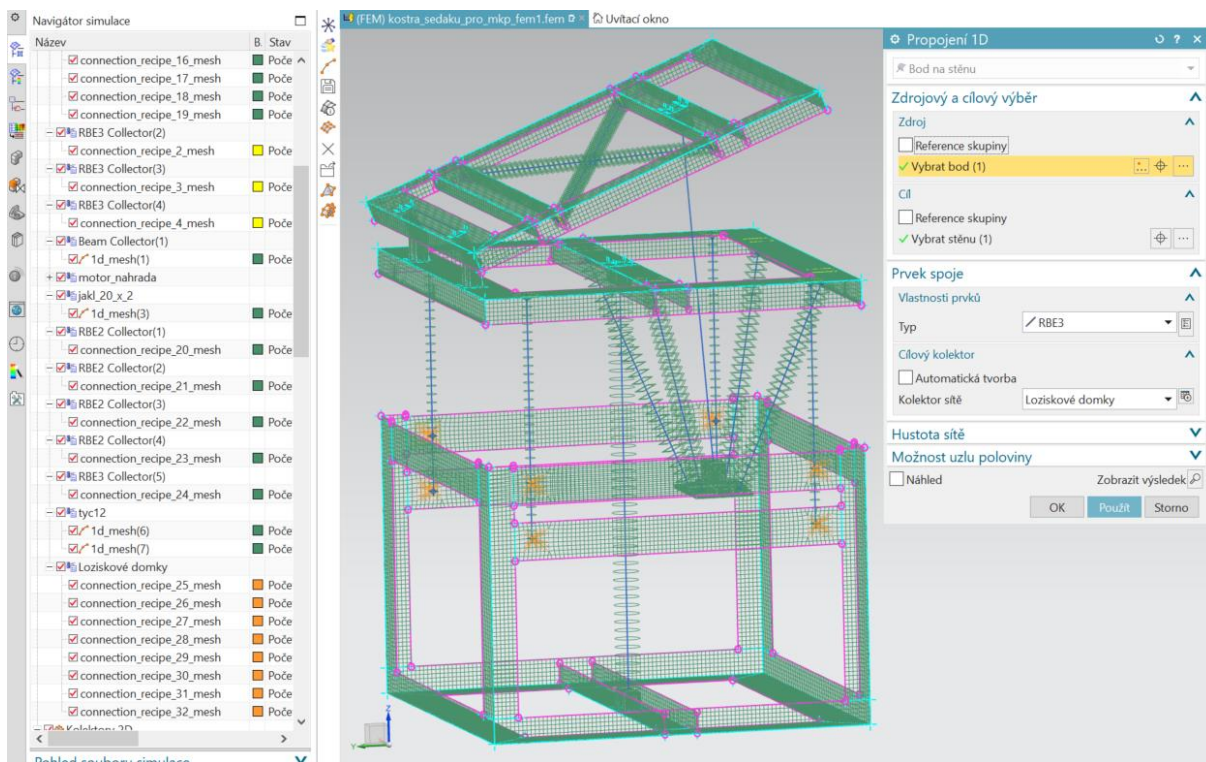 Navigátor simulace
Název B. Stav
connection_recipe_16_mesh Poče
connection_recipe_17_mesh Poče
connection_recipe_18_mesh Poče
connection_recipe_19_mesh Poče
RBE3 Collector(2)
connection_recipe_2_mesh Poče
RBE3 Collector(3)
connection_recipe_3_mesh Poče
RBE3 Collector(4)
connection_recipe_4_mesh Poče
Beam Collector(1)
1d_mesh(1) Poče
motor_nahrada
jakl_20_x_2
1d_mesh(3) Poče
RBE2 Collector(1)
connection_recipe_20_mesh Poče
RBE2 Collector(2)
connection_recipe_21_mesh Poče
RBE2 Collector(3)
connection_recipe_22_mesh Poče
RBE2 Collector(4)
connection_recipe_23_mesh Poče
RBE3 Collector(5)
connection_recipe_24_mesh Poče
tyc12
1d_mesh(6) Poče
1d_mesh(7) Poče
Loziskové domky
connection_recipe_25_mesh Poče
connection_recipe_26_mesh Poče
connection_recipe_27_mesh Poče
connection_recipe_28_mesh Poče
connection_recipe_29_mesh Poče
connection_recipe_30_mesh Poče
connection_recipe_31_mesh Poče
connection_recipe_32_mesh Poče
Kolektory 2D
Pohled souboru simulace
(FEM) kostra_sedaku_pro_mkp_fem1.fem Uvítací okno
Z
Y
Propojení 1D
Bod na stěnu
Zdrojový a cílový výběr
Zdroj
Reference skupiny
Vybrat bod (1)
Cíl
Reference skupiny
Vybrat stěnu (1)
Prvek spoje
Vlastnosti prvků
Typ RBE3
Cílový kolektor
Automatická tvorba
Kolektor sítě Loziskové domky
Hustota sítě
Možnost uzlu poloviny
Náhled Zobrazit výsledek
OK Použít Storno